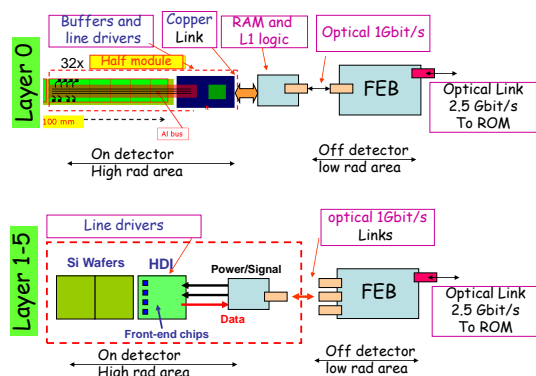 Layer 0
Buffers and
line drivers
Copper
Link
RAM and
L1 logic
Optical 1Gbit/s
32x
Half module
FEB
Optical Link
2.5 Gbit/s
To ROM
100 mm
Al bus
On detector
High rad area
Off detector
low rad area
Layer 1-5
Line drivers
optical 1Gbit/s
Links
Si Wafers
HDI
Power/Signal
FEB
Optical Link
2.5 Gbit/s
To ROM
Data
Front-end chips
On detector
High rad area
Off detector
low rad area